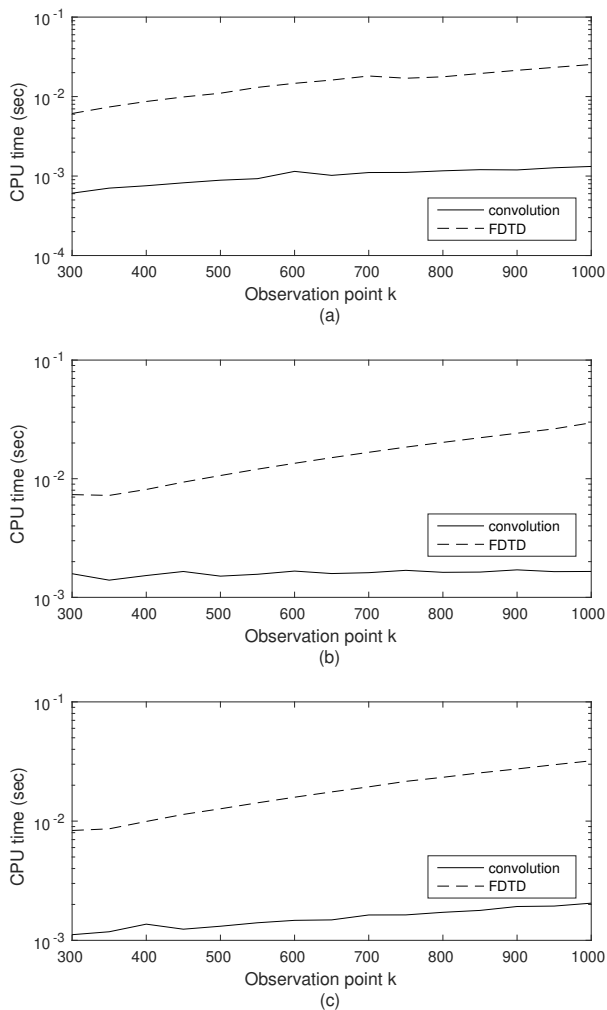 10^-1
10^-2
10^-3
10^-4
CPU time (sec)
convolution
FDTD
300 400 500 600 700 800 900 1000
Observation point k
(a)
10^-1
10^-2
10^-3
CPU time (sec)
convolution
FDTD
300 400 500 600 700 800 900 1000
Observation point k
(b)
10^-1
10^-2
10^-3
CPU time (sec)
convolution
FDTD
300 400 500 600 700 800 900 1000
Observation point k
(c)